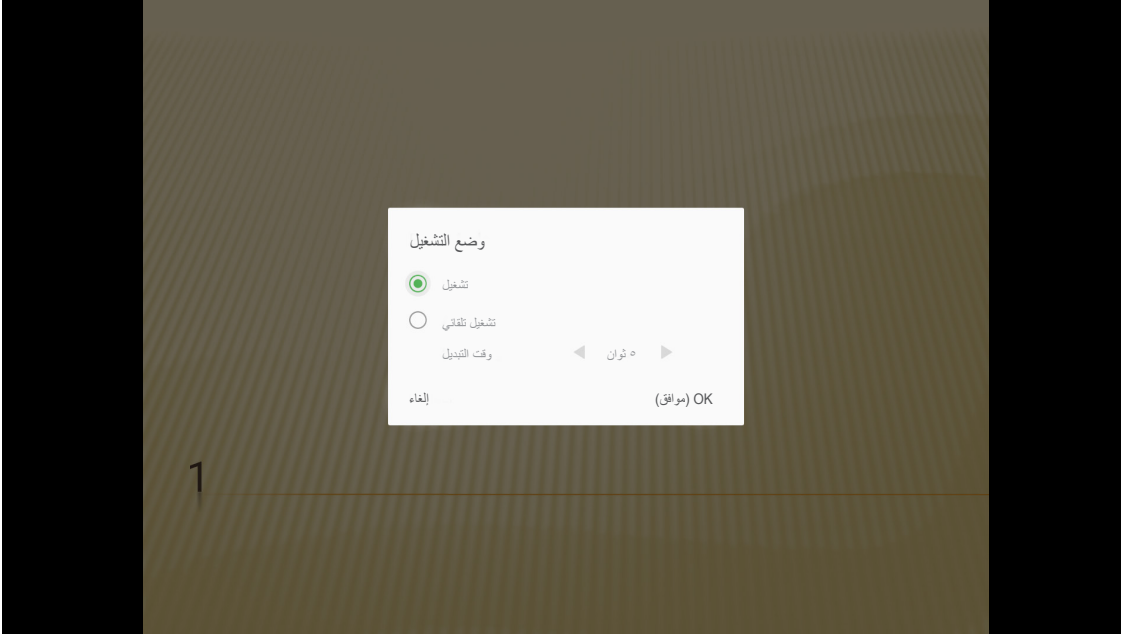 وضع التشغيل
تشغيل
تشغيل تلقائي
وقت التبديل ٥ ثوان
إلغاء OK (موافق)
1